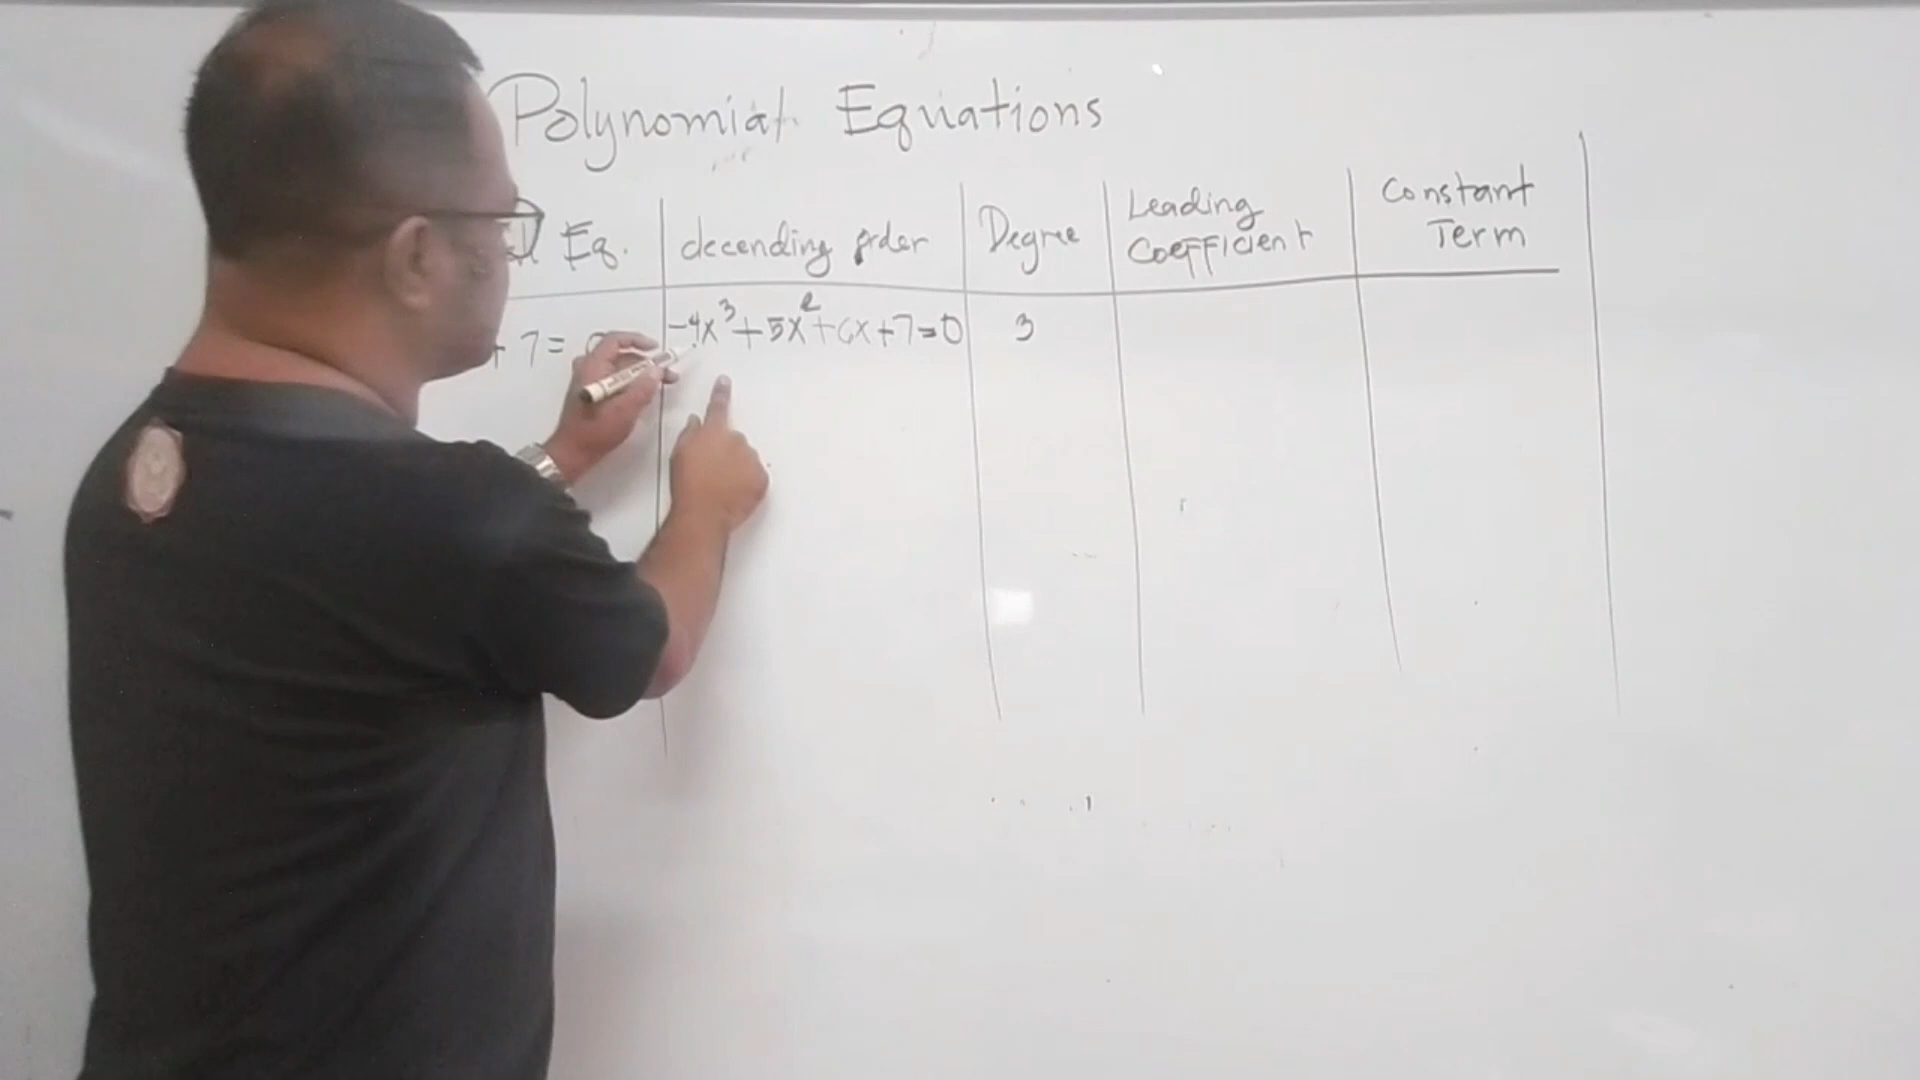 Polynomial Equations
Eq.
decending order
Degree
Leading
Coefficient
Constant
Term
+ 7 =
-4x³+5x²+6x+7=0
3